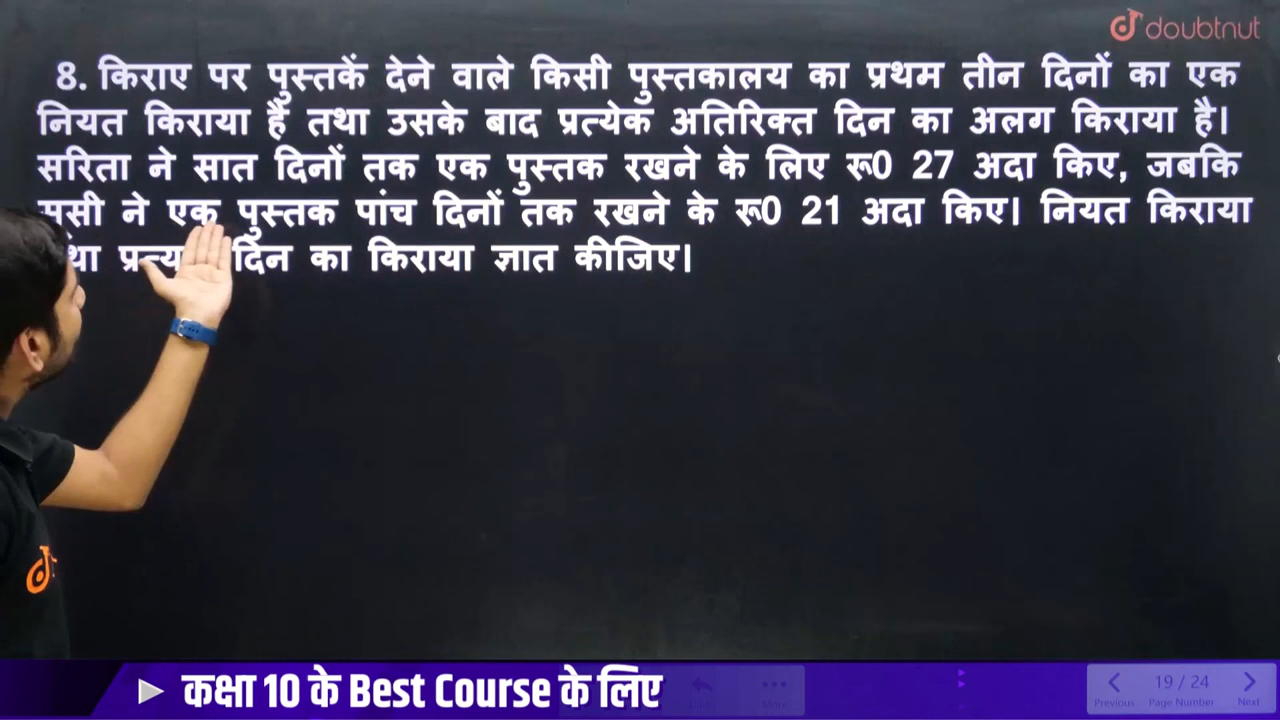 doubtnut
8. किराए पर पुस्तकें देने वाले किसी पुस्तकालय का प्रथम तीन दिनों का एक
नियत किराया हैं तथा उसके बाद प्रत्येक अतिरिक्त दिन का अलग किराया है।
सरिता ने सात दिनों तक एक पुस्तक रखने के लिए रू0 27 अदा किए, जबकि
ने एक पुस्तक पांच दिनों तक रखने के रू0 21 अदा किए। नियत किराया
दिन का किराया ज्ञात कीजिए।
कक्षा 10 के Best Course के लिए
19 / 24
Previous Page Number Next
More